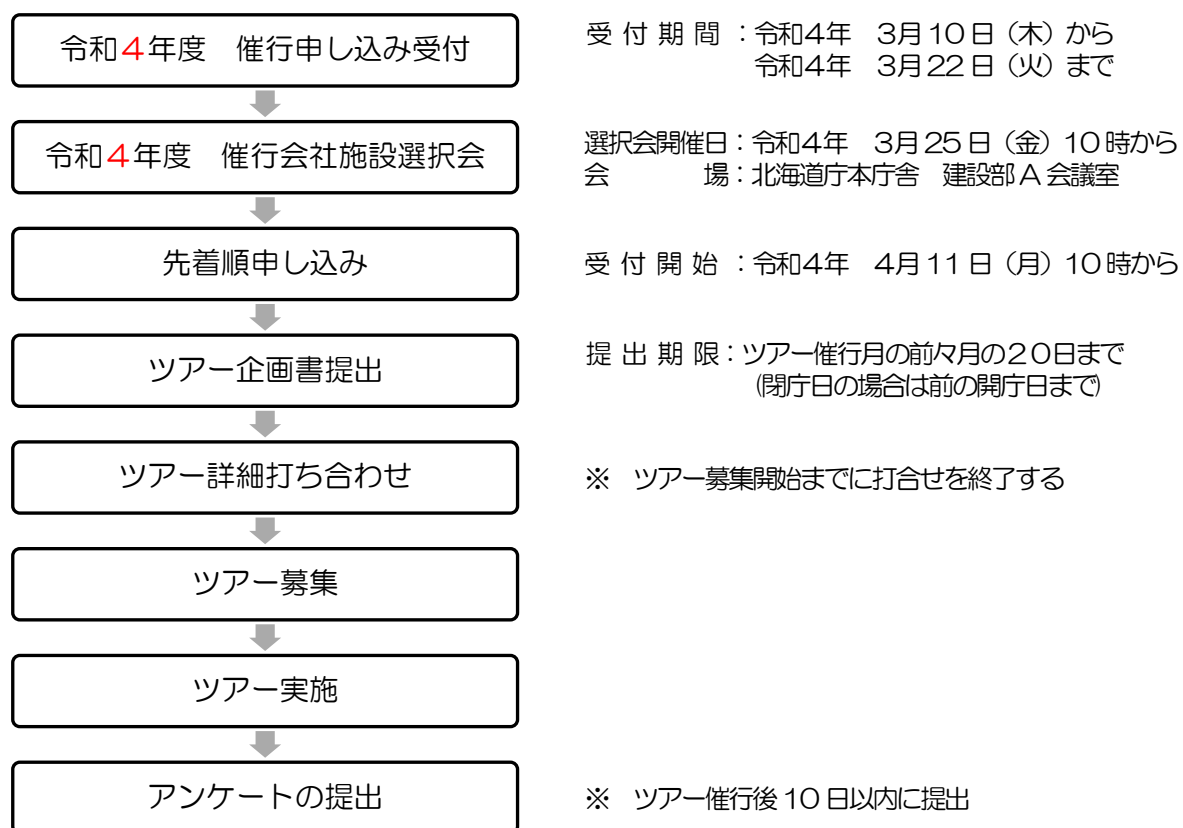 令和4年度　催行申し込み受付
受 付 期 間 ：令和4年　3月10日（木）から
令和4年　3月22日（火）まで
令和4年度　催行会社施設選択会
選択会開催日：令和4年　3月25日（金）10時から
会　　　　場：北海道庁本庁舎　建設部A会議室
先着順申し込み
受 付 開 始 ：令和4年　4月11日（月）10時から
ツアー企画書提出
提 出 期 限：ツアー催行月の前々月の20日まで
(閉庁日の場合は前の開庁日まで)
ツアー詳細打ち合わせ
※　ツアー募集開始までに打合せを終了する
ツアー募集
ツアー実施
アンケートの提出
※　ツアー催行後10日以内に提出